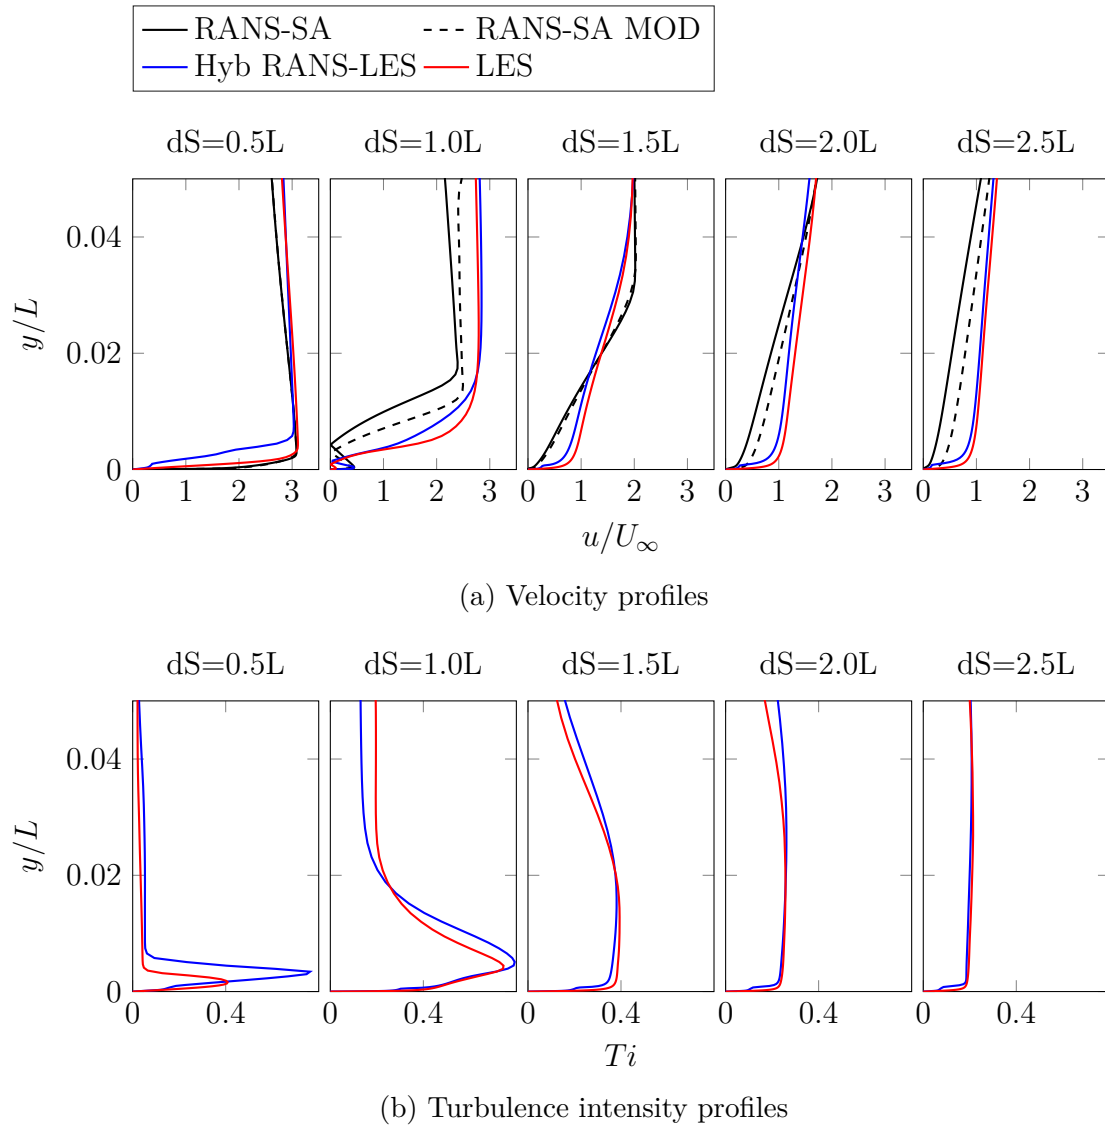 RANS-SA RANS-SA MOD
Hyb RANS-LES LES
dS=0.5L dS=1.0L dS=1.5L dS=2.0L dS=2.5L
0.04
0.02
0
y/L
0 1 2 3 0 1 2 3 0 1 2 3 0 1 2 3 0 1 2 3
u/U∞
(a) Velocity profiles
dS=0.5L dS=1.0L dS=1.5L dS=2.0L dS=2.5L
0.04
0.02
0
y/L
0 0.4 0 0.4 0 0.4 0 0.4 0 0.4
Ti
(b) Turbulence intensity profiles